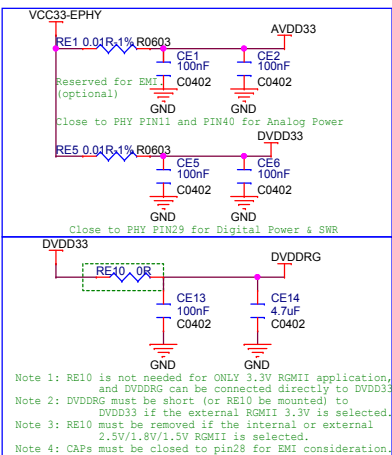 VCC33-EPHY
AVDD33
RE1 0.01R-1% R0603
CE1
100nF
C0402
CE2
100nF
C0402
Reserved for EMI.
(optional)
GND
GND
Close to PHY PIN11 and PIN40 for Analog Power
DVDD33
RE5 0.01R-1% R0603
CE5
100nF
C0402
CE6
100nF
C0402
GND
GND
Close to PHY PIN29 for Digital Power & SWR
DVDD33
DVDDRG
RE10 0R
CE13
100nF
C0402
CE14
4.7uF
C0402
GND
GND
Note 1: RE10 is not needed for ONLY 3.3V RGMII application,
and DVDDRG can be connected directly to DVDD33
Note 2: DVDDRG must be short (or RE10 be mounted) to
DVDD33 if the external RGMII 3.3V is selected.
Note 3: RE10 must be removed if the internal or external
2.5V/1.8V/1.5V RGMII is selected.
Note 4: CAPs must be closed to pin28 for EMI consideration.